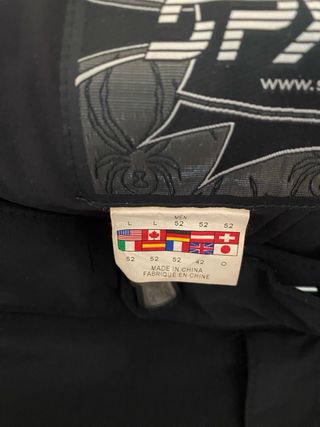 www.s
MEN
L L 52 52 52
52 52 52 42 O
MADE IN CHINA
FABRIQUÉ EN CHINE